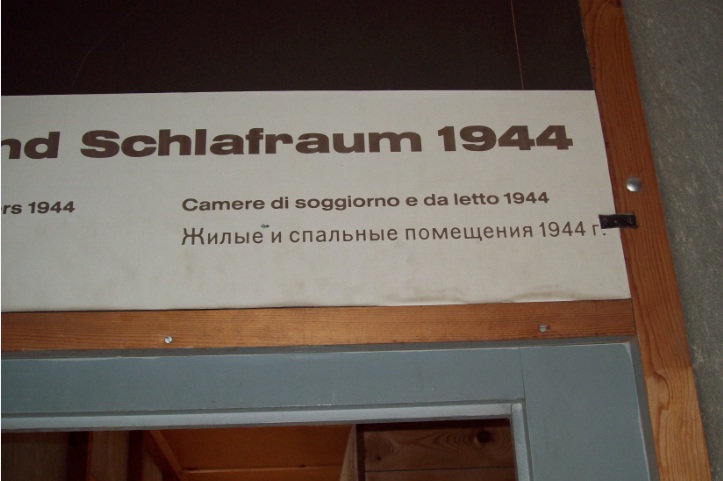 nd Schlafraum 1944
rs 1944
Camere di soggiorno e da letto 1944
Жилые и спальные помещения 1944 г.